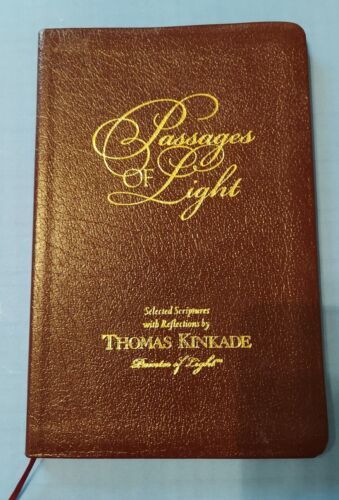 Passages
OF Light
Selected Scriptures
with Reflections by
THOMAS KINKADE
Painter of Light™